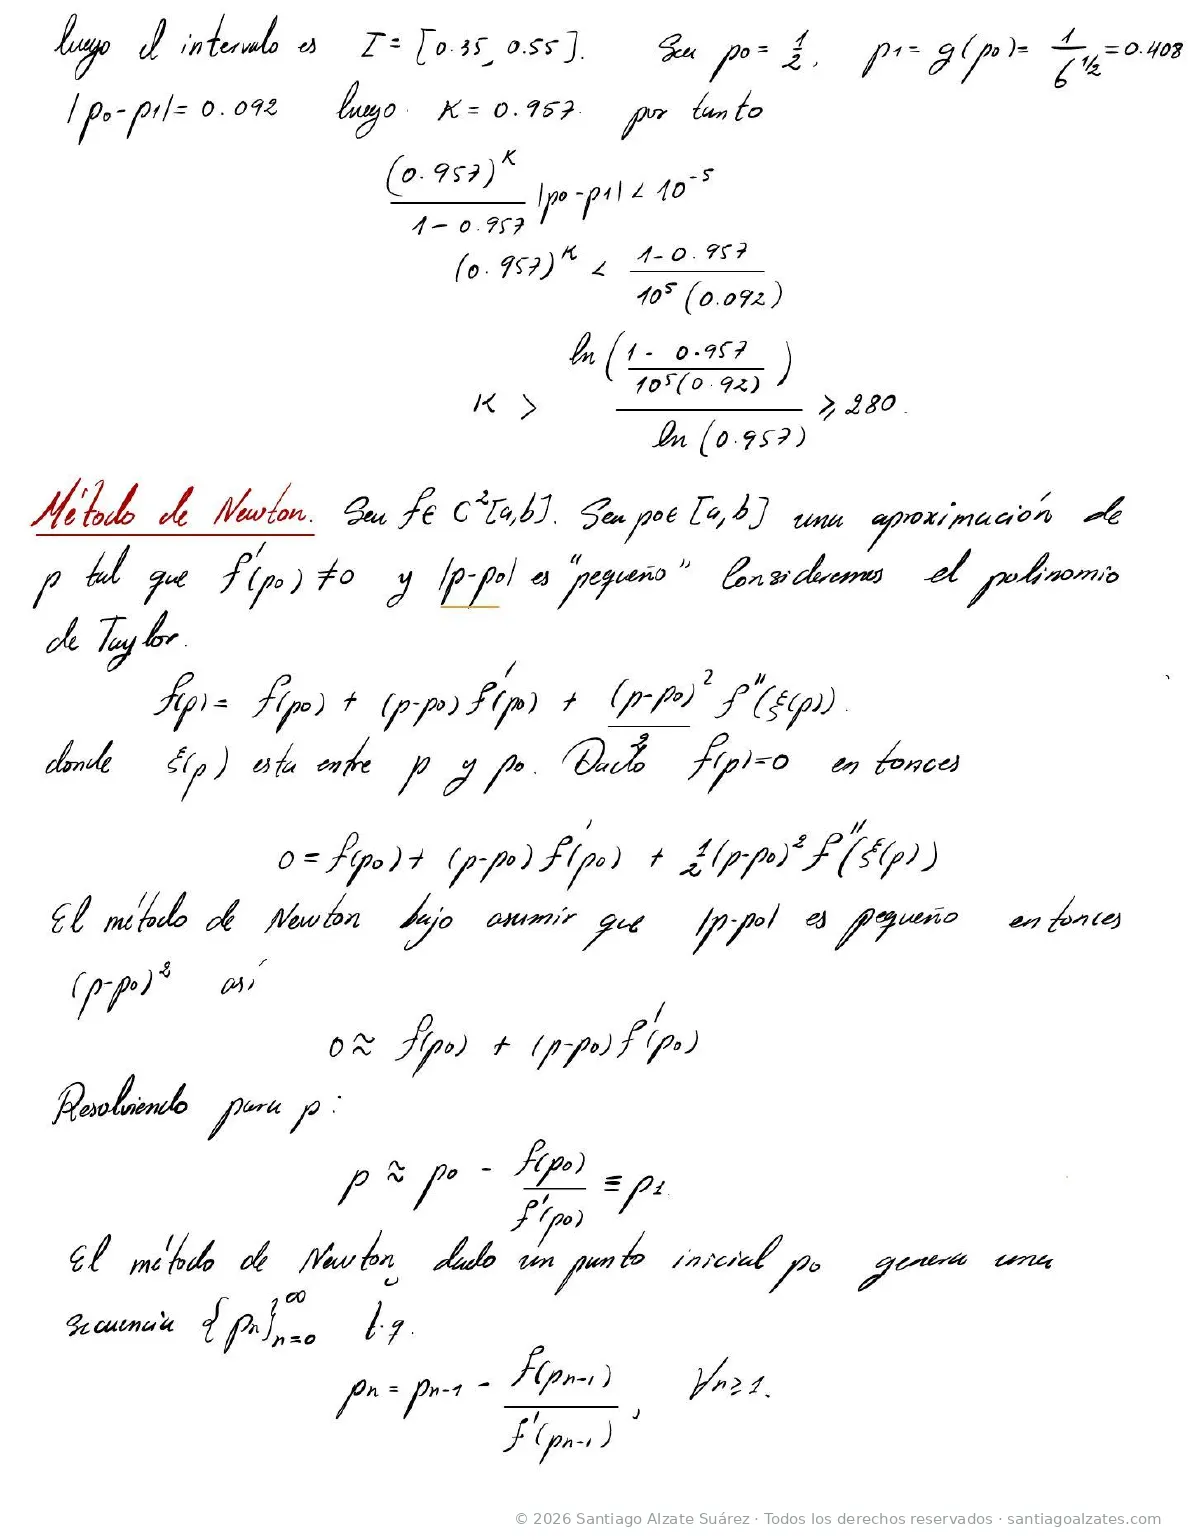 luego el intervalo es I = [0.35, 0.55]. Sea p0 = 1/2, p1 = g(p0) = 1/6^{1/2} = 0.408
|p0-p1| = 0.092 luego K = 0.957 por tanto
(0.957)^K / (1 - 0.957) |p0-p1| < 10^{-5}
(0.957)^K < (1-0.957) / (10^5 (0.092))
K > ln((1 - 0.957) / (10^5(0.92))) / ln(0.957) ⩾ 280.
Método de Newton. Sea f ∈ C^2[a,b]. Sea p0 ∈ [a,b] una aproximación de
p tal que f'(p0) ≠ 0 y |p-p0| es "pequeño" Consideremos el polinomio
de Taylor.
f(p) = f(p0) + (p-p0) f'(p0) + (p-p0)^2 / 2 f''(ξ(p)).
donde ξ(p) esta entre p y p0. Dado f(p)=0 entonces
0 = f(p0) + (p-p0) f'(p0) + 1/2 (p-p0)^2 f''(ξ(p))
El método de Newton bajo asumir que |p-p0| es pequeño entonces
(p-p0)^2 así
0 ≈ f(p0) + (p-p0) f'(p0)
Resolviendo para p:
p ≈ p0 - f(p0) / f'(p0) ≡ p1.
El método de Newton, dado un punto inicial p0 genera una
secuencia {pn}_{n=0}^∞ t.q.
pn = pn-1 - f(pn-1) / f'(pn-1), ∀n≥1.
© 2026 Santiago Alzate Suárez · Todos los derechos reservados · santiagoalzates.com